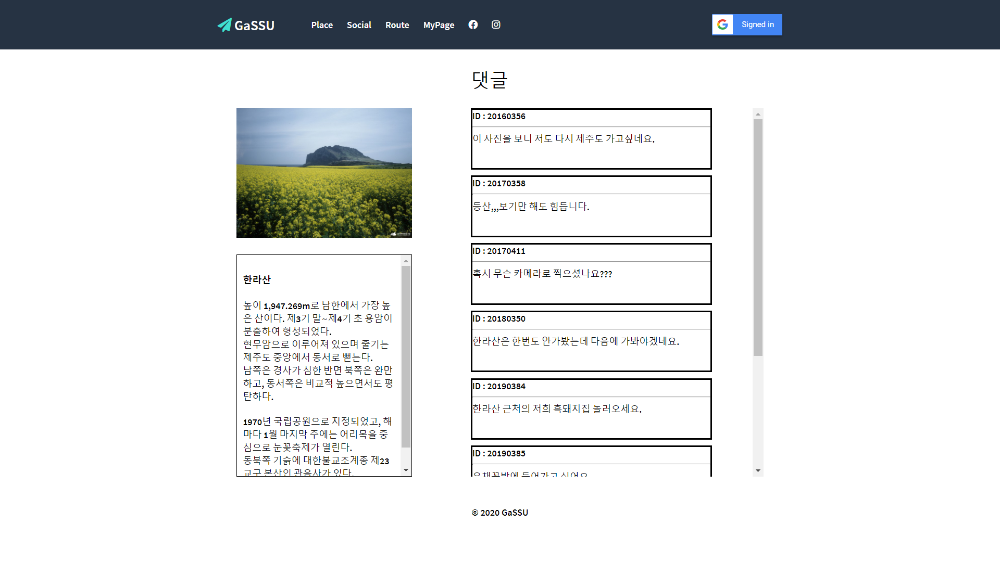 GaSSU
Place
Social
Route
MyPage
Signed in
댓글
한라산
높이 1,947.269m로 남한에서 가장 높
은 산이다. 제3기 말~제4기 초 용암이
분출하여 형성되었다.
현무암으로 이루어져 있으며 줄기는
제주도 중앙에서 동서로 뻗는다.
남쪽은 경사가 심한 반면 북쪽은 완만
하고, 동서쪽은 비교적 높으면서도 평
탄하다.
1970년 국립공원으로 지정되었고, 해
마다 1월 마지막 주에는 어리목을 중
심으로 눈꽃축제가 열린다.
동북쪽 기슭에 대한불교조계종 제23
교구 본산인 관음사가 있다.
ID : 20160356
이 사진을 보니 저도 다시 제주도 가고싶네요.
ID : 20170358
등산,,,보기만 해도 힘듭니다.
ID : 20170411
혹시 무슨 카메라로 찍으셨나요???
ID : 20180350
한라산은 한번도 안가봤는데 다음에 가봐야겠네요.
ID : 20190384
한라산 근처의 저희 흑돼지집 놀러오세요.
ID : 20190385
유채꽃밭에 들어가고 싶어요
© 2020 GaSSU